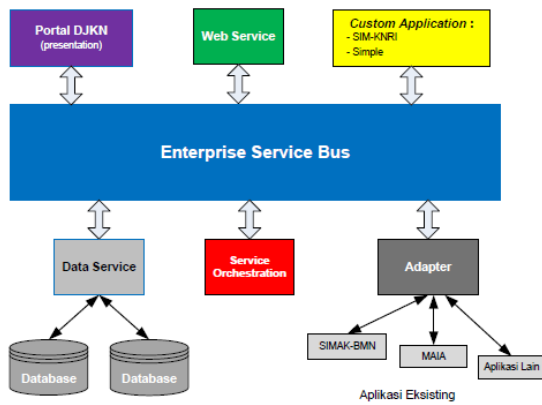 Portal DJKN
(presentation)
Web Service
Custom Application :
- SIM-KNRI
- Simple
Enterprise Service Bus
Data Service
Service
Orchestration
Adapter
Database
Database
SIMAK-BMN
MAIA
Aplikasi Lain
Aplikasi Eksisting